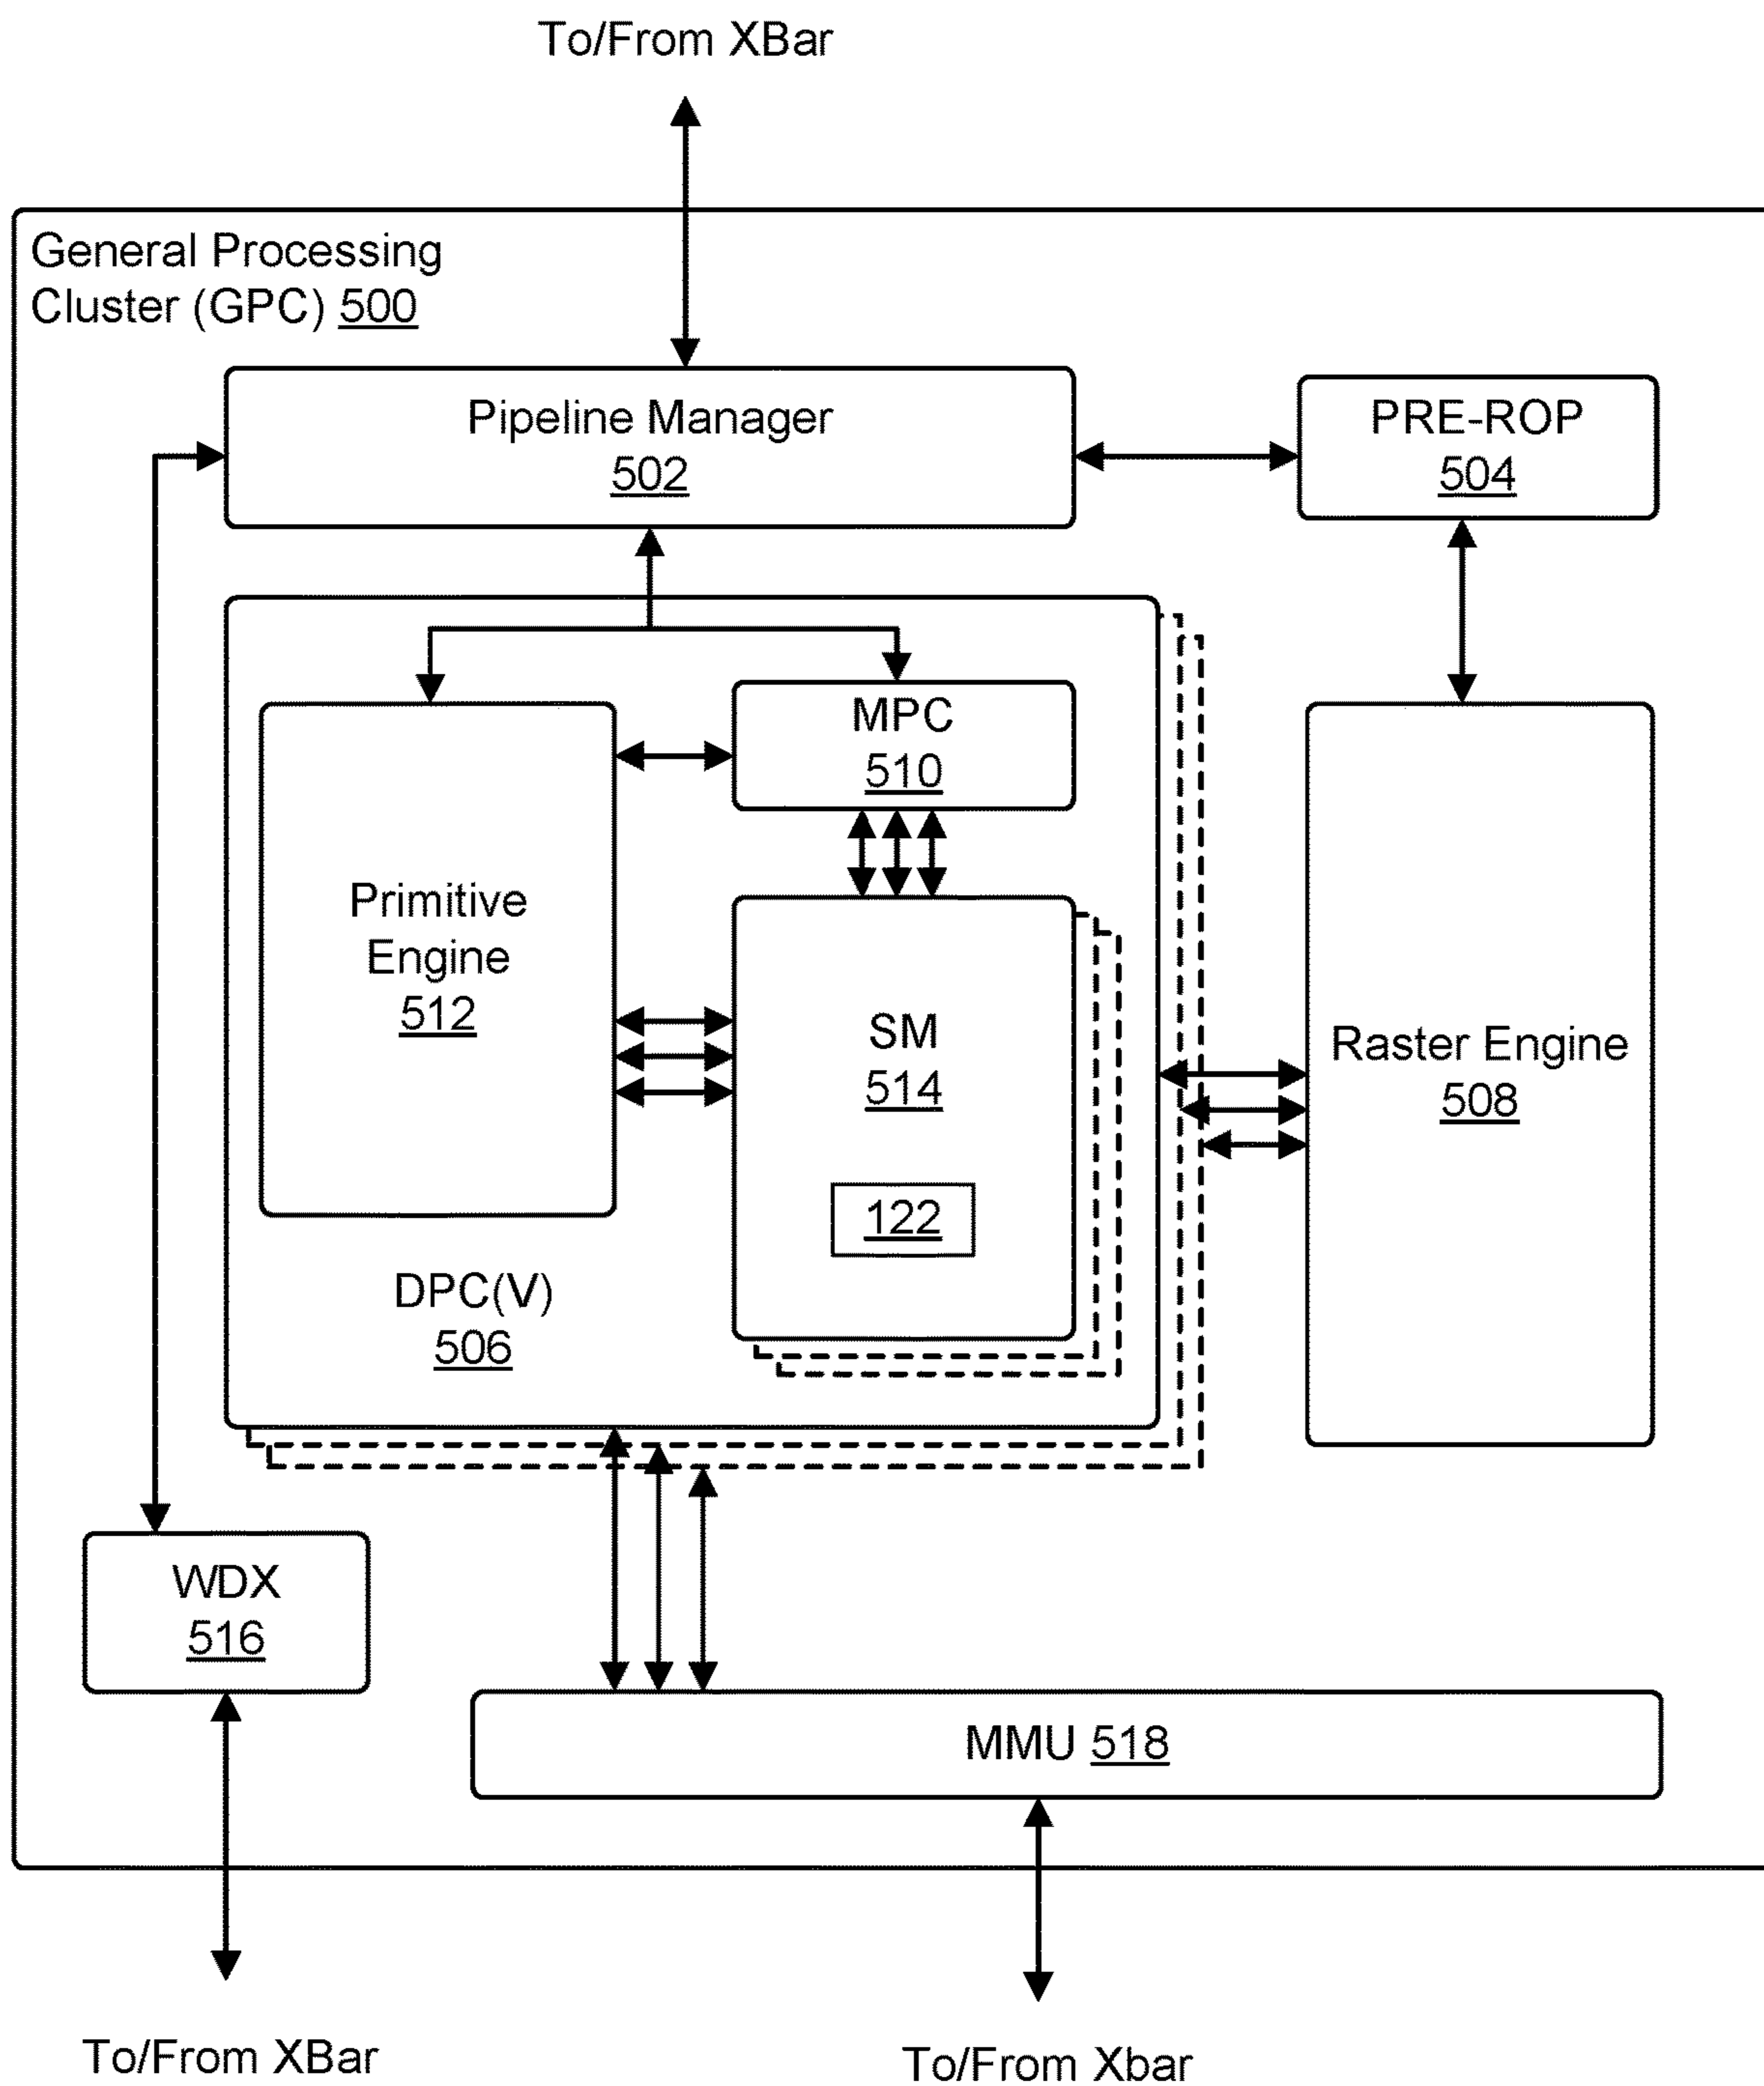 To/From XBar
General Processing
Cluster (GPC) 500
Pipeline Manager
502
PRE-ROP
504
MPC
510
Primitive
Engine
512
SM
514
122
Raster Engine
508
DPC(V)
506
WDX
516
MMU 518
To/From XBar
To/From Xbar